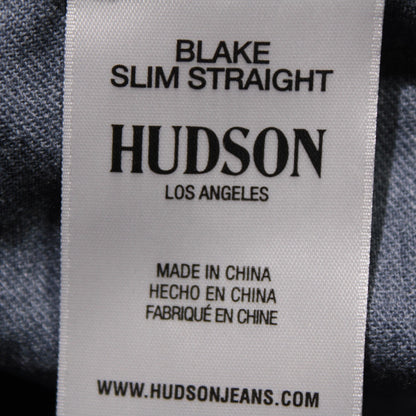 BLAKE
SLIM STRAIGHT
HUDSON
LOS ANGELES
MADE IN CHINA
HECHO EN CHINA
FABRIQUÉ EN CHINE
WWW.HUDSONJEANS.COM